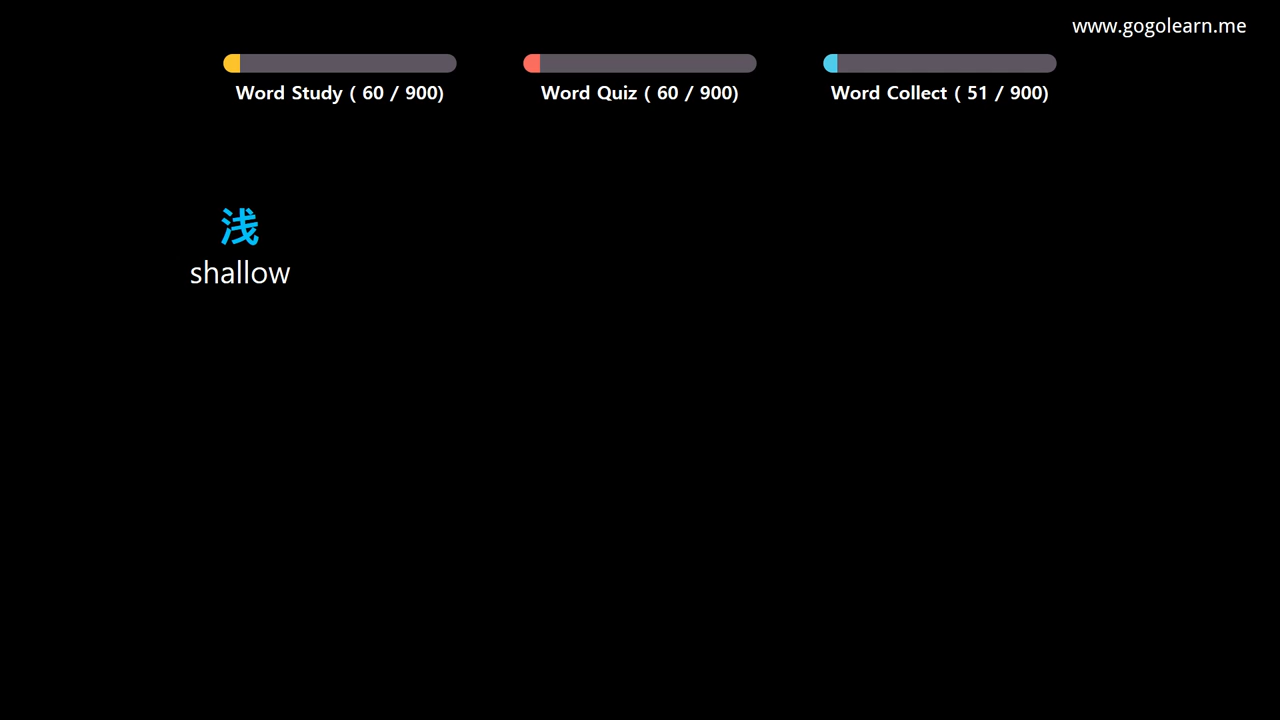 www.gogolearn.me
Word Study ( 60 / 900)
Word Quiz ( 60 / 900)
Word Collect ( 51 / 900)
浅
shallow